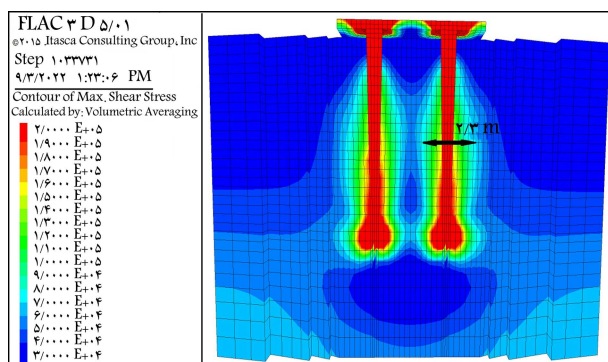 FLAC ۳ D ۵/۰۱
©۲۰۱۵ Itasca Consulting Group, Inc
Step ۱۰۳۳۷۳۱
۹/۳/۲۰۲۲ ۱:۲۳:۰۶ PM
Contour of Max. Shear Stress
Calculated by: Volumetric Averaging
۲/۰۰۰۰ E+۰۵
۱/۹۰۰۰ E+۰۵
۱/۸۰۰۰ E+۰۵
۱/۷۰۰۰ E+۰۵
۱/۶۰۰۰ E+۰۵
۱/۵۰۰۰ E+۰۵
۱/۴۰۰۰ E+۰۵
۱/۳۰۰۰ E+۰۵
۱/۲۰۰۰ E+۰۵
۱/۱۰۰۰ E+۰۵
۱/۰۰۰۰ E+۰۵
۹/۰۰۰۰ E+۰۴
۸/۰۰۰۰ E+۰۴
۷/۰۰۰۰ E+۰۴
۶/۰۰۰۰ E+۰۴
۵/۰۰۰۰ E+۰۴
۴/۰۰۰۰ E+۰۴
۳/۰۰۰۰ E+۰۴
۲/۳ m